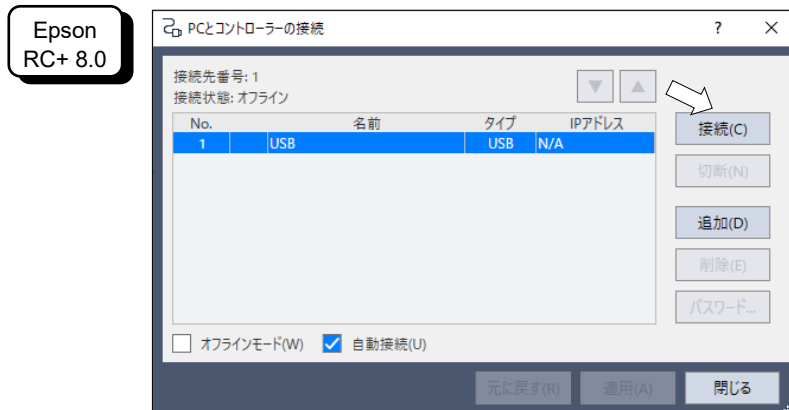 Epson
RC+ 8.0
PCとコントローラーの接続
接続先番号: 1
接続状態: オフライン
No. 名前 タイプ IPアドレス
1 USB USB N/A
接続(C)
切断(N)
追加(D)
削除(E)
パスワード...
オフラインモード(W) 自動接続(U)
元に戻す(R) 適用(A) 閉じる